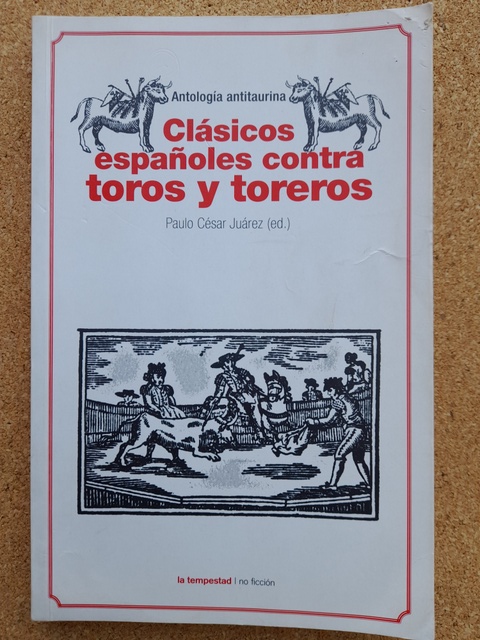 Antología antitaurina
Clásicos
españoles contra
toros y toreros
Paulo César Juárez (ed.)
la tempestad | no ficción